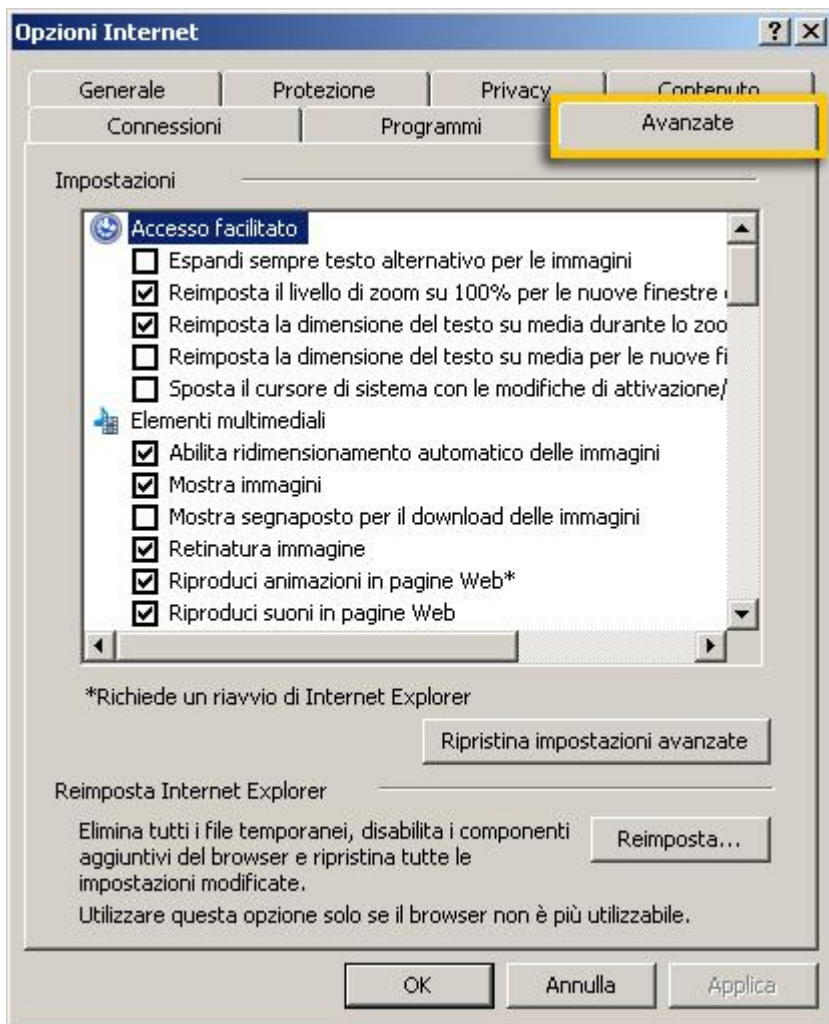 Opzioni Internet
Generale Protezione Privacy Contenuto
Connessioni Programmi Avanzate
Impostazioni
Accesso facilitato
Espandi sempre testo alternativo per le immagini
Reimposta il livello di zoom su 100% per le nuove finestre
Reimposta la dimensione del testo su media durante lo zoo
Reimposta la dimensione del testo su media per le nuove fi
Sposta il cursore di sistema con le modifiche di attivazione/
Elementi multimediali
Abilita ridimensionamento automatico delle immagini
Mostra immagini
Mostra segnaposto per il download delle immagini
Retinatura immagine
Riproduci animazioni in pagine Web*
Riproduci suoni in pagine Web
*Richiede un riavvio di Internet Explorer
Ripristina impostazioni avanzate
Reimposta Internet Explorer
Elimina tutti i file temporanei, disabilita i componenti
aggiuntivi del browser e ripristina tutte le
impostazioni modificate.
Reimposta...
Utilizzare questa opzione solo se il browser non è più utilizzabile.
OK Annulla Applica